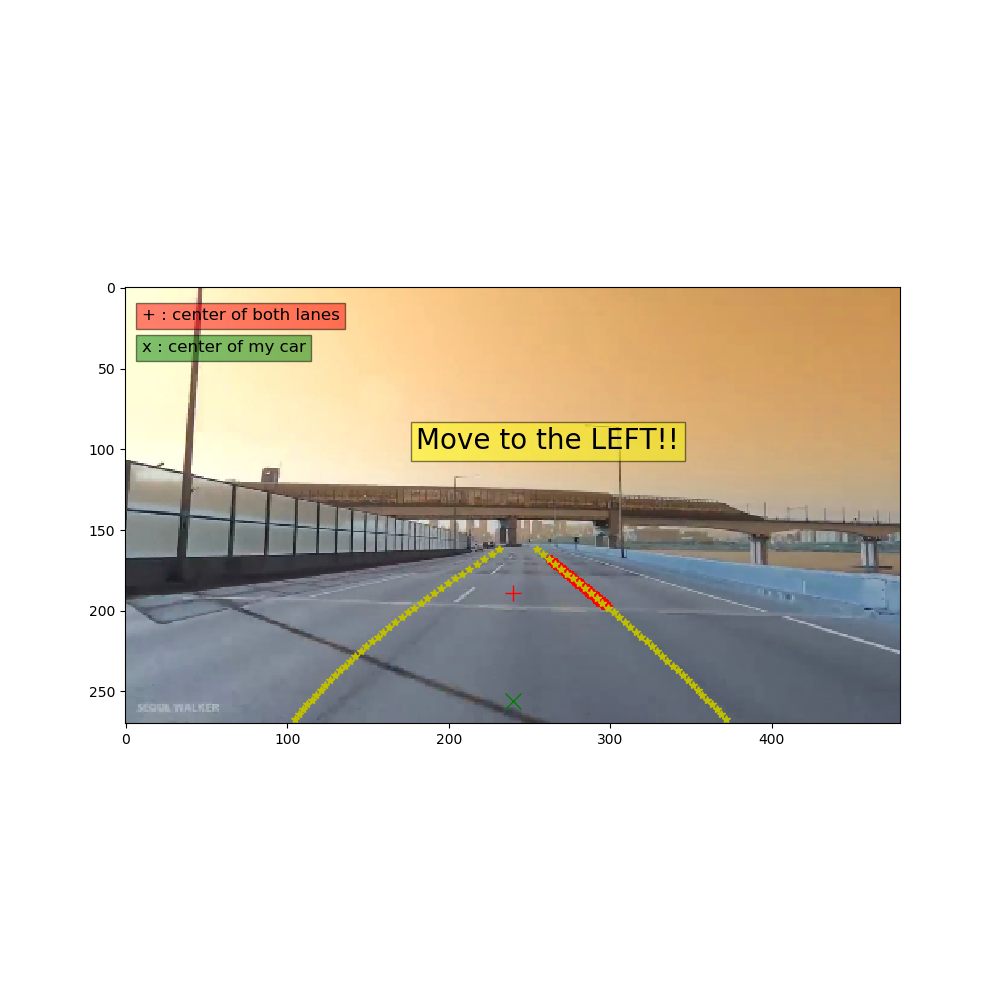 0
50
100
150
200
250
+ : center of both lanes
x : center of my car
Move to the LEFT!!
SEOUL WALKER
0
100
200
300
400